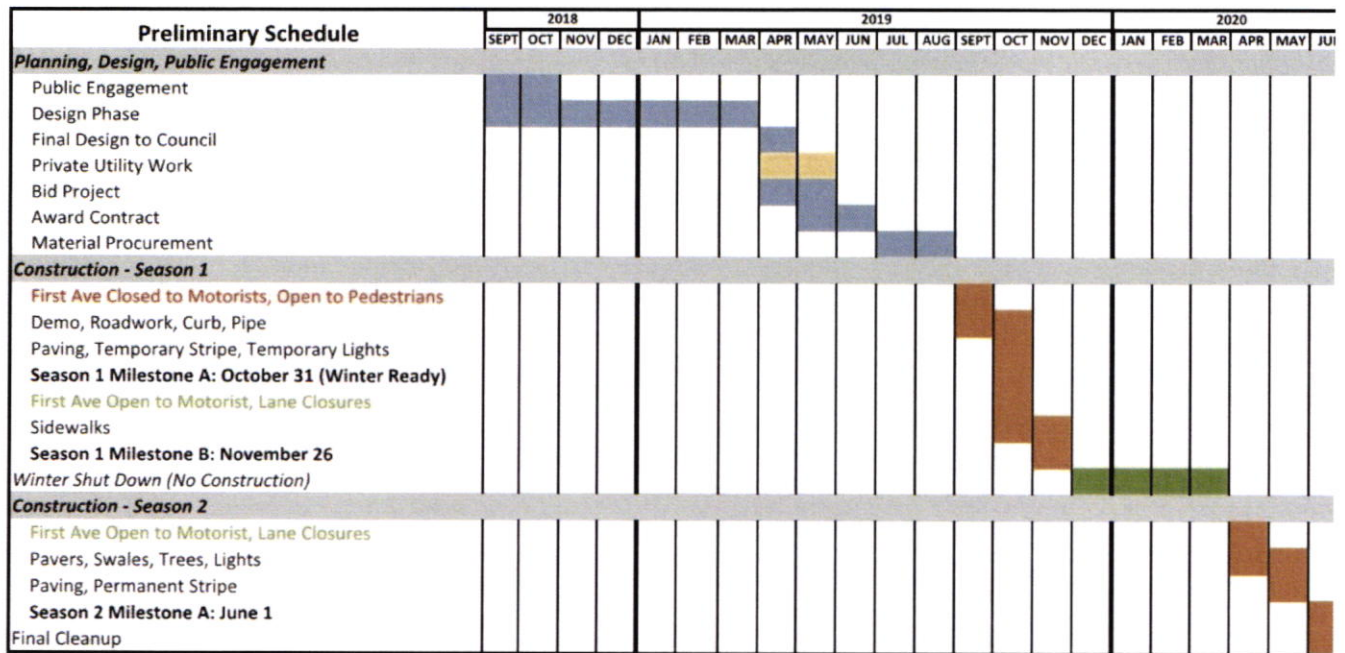 Preliminary Schedule
2018 2019 2020
SEPT OCT NOV DEC JAN FEB MAR APR MAY JUN JUL AUG SEPT OCT NOV DEC JAN FEB MAR APR MAY
Planning, Design, Public Engagement
Public Engagement
Design Phase
Final Design to Council
Private Utility Work
Bid Project
Award Contract
Material Procurement
Construction - Season 1
First Ave Closed to Motorists, Open to Pedestrians
Demo, Roadwork, Curb, Pipe
Paving, Temporary Stripe, Temporary Lights
Season 1 Milestone A: October 31 (Winter Ready)
First Ave Open to Motorist, Lane Closures
Sidewalks
Season 1 Milestone B: November 26
Winter Shut Down (No Construction)
Construction - Season 2
First Ave Open to Motorist, Lane Closures
Pavers, Swales, Trees, Lights
Paving, Permanent Stripe
Season 2 Milestone A: June 1
Final Cleanup